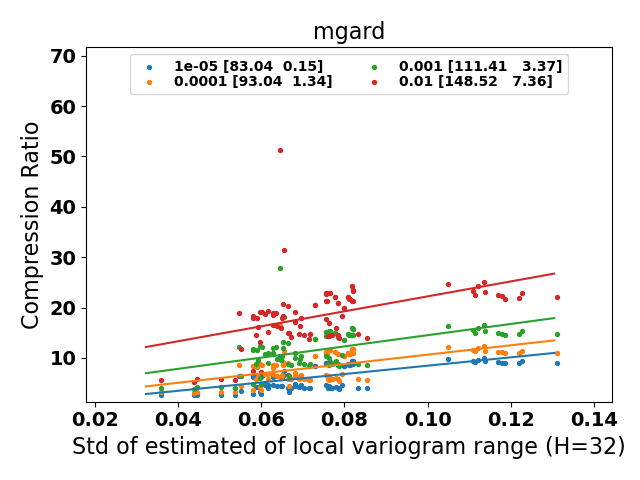 mgard
70
60
50
40
30
20
10
Compression Ratio
1e-05 [83.04 0.15]
0.0001 [93.04 1.34]
0.001 [111.41 3.37]
0.01 [148.52 7.36]
0.02 0.04 0.06 0.08 0.10 0.12 0.14
Std of estimated of local variogram range (H=32)